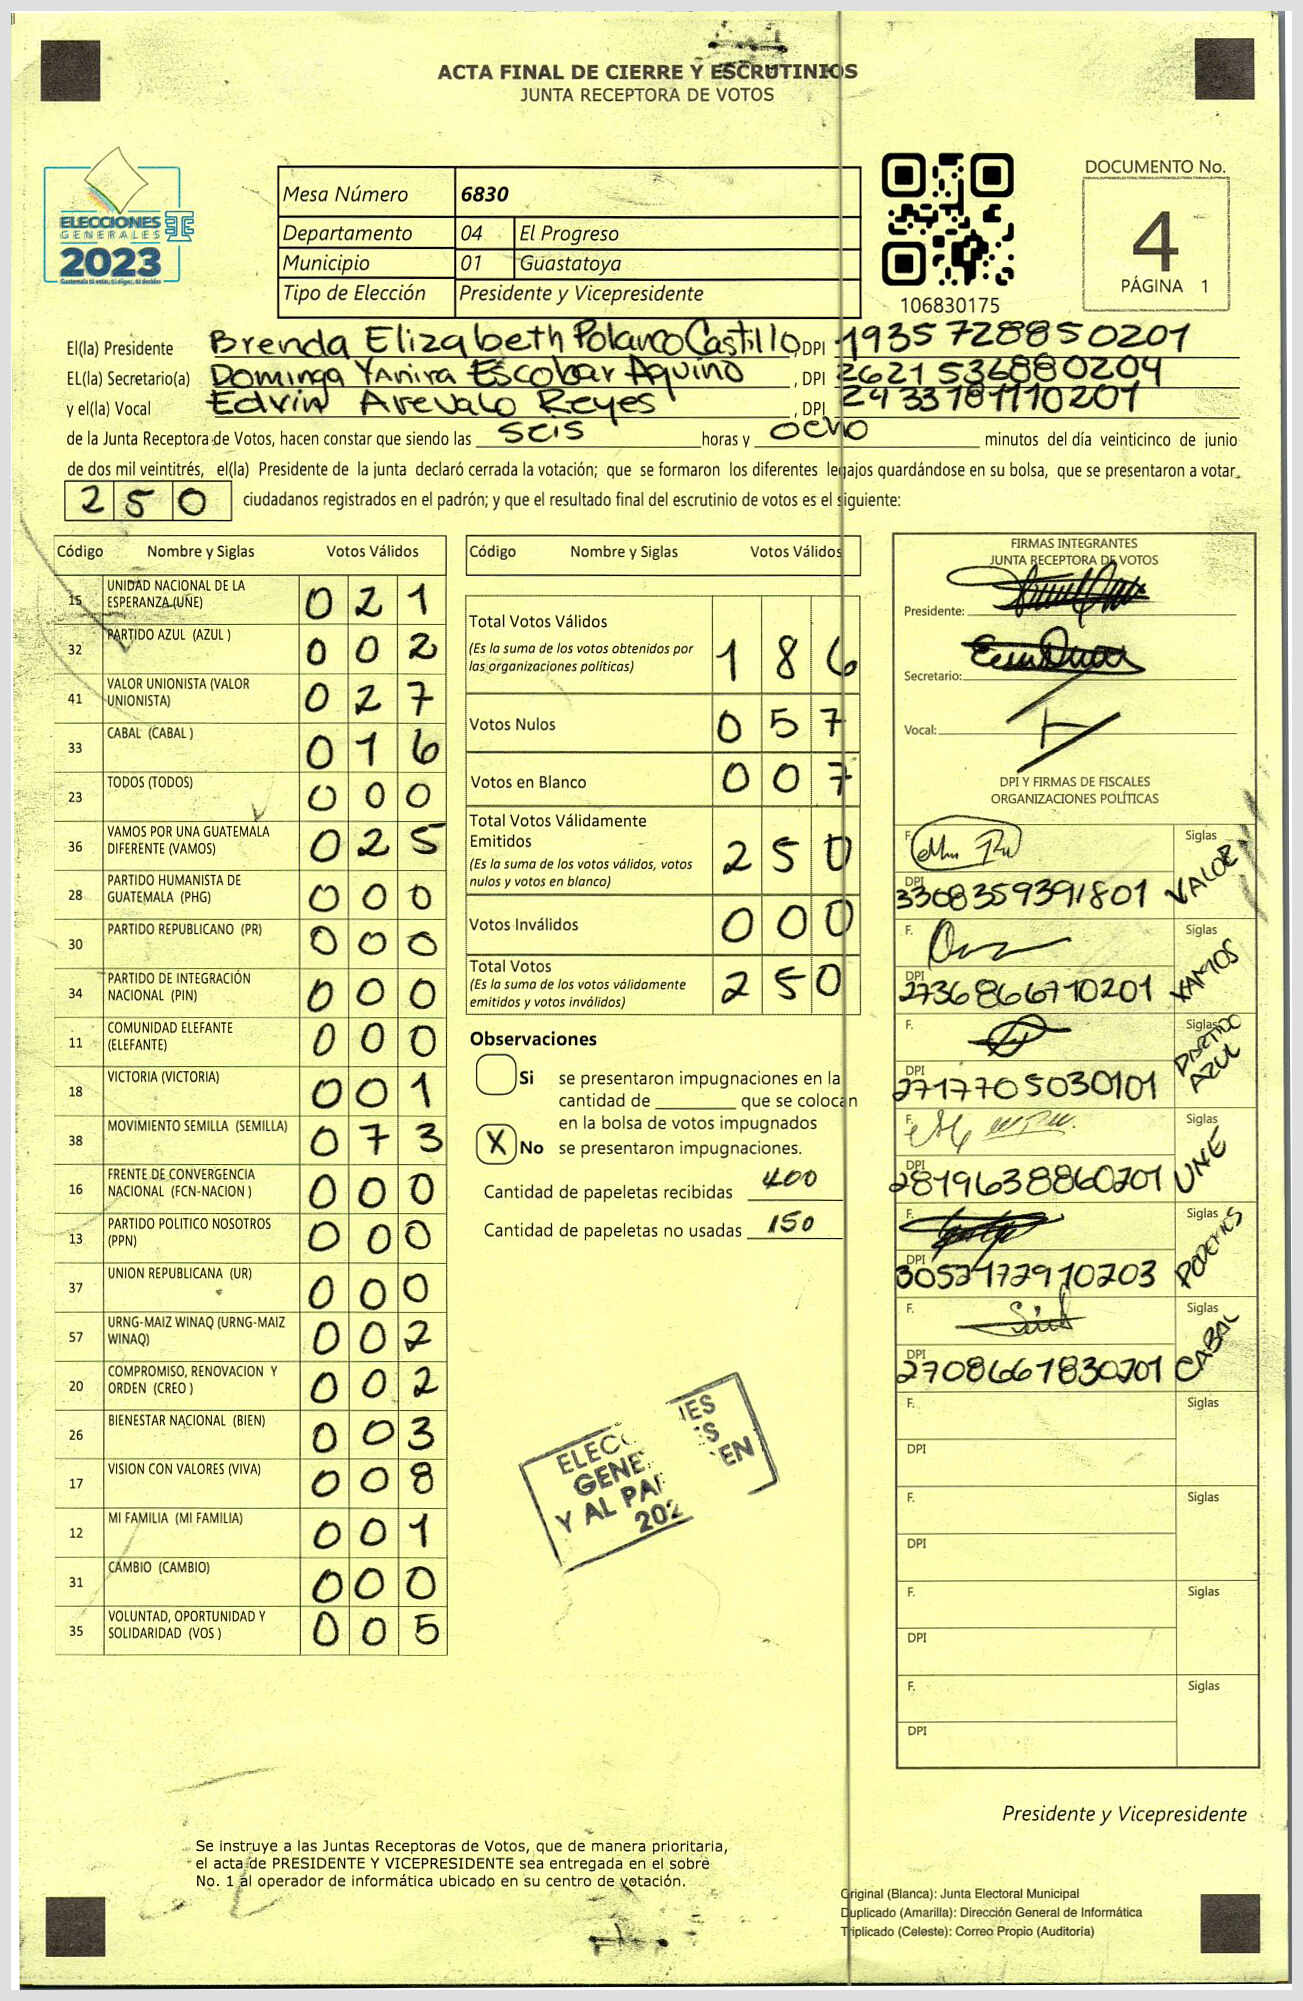 ACTA FINAL DE CIERRE Y ESCRUTINIOS
JUNTA RECEPTORA DE VOTOS
ELECCIONES
GENERALES
2023
Mesa Número 6830
Departamento 04 El Progreso
Municipio 01 Guastatoya
Tipo de Elección Presidente y Vicepresidente
106830175
DOCUMENTO No.
4
PÁGINA 1
El(la) Presidente Brenda Elizabeth Polanco Castillo, DPI 1935728850201
EL(la) Secretario(a) Dominga Yanira Escobar Aquino, DPI 2621536880204
y el(la) Vocal Edvin Arevalo Reyes, DPI 2433781110201
de la Junta Receptora de Votos, hacen constar que siendo las seis horas y ocho minutos del día veinticinco de junio
de dos mil veintitrés, el(la) Presidente de la junta declaró cerrada la votación; que se formaron los diferentes legajos quardándose en su bolsa, que se presentaron a votar
250 ciudadanos registrados en el padrón; y que el resultado final del escrutinio de votos es el siguiente:
Código Nombre y Siglas Votos Válidos
15 UNIDAD NACIONAL DE LA ESPERANZA (UNE) 021
32 PARTIDO AZUL (AZUL ) 002
41 VALOR UNIONISTA (VALOR UNIONISTA) 027
33 CABAL (CABAL ) 016
23 TODOS (TODOS) 000
36 VAMOS POR UNA GUATEMALA DIFERENTE (VAMOS) 025
28 PARTIDO HUMANISTA DE GUATEMALA (PHG) 000
30 PARTIDO REPUBLICANO (PR) 000
34 PARTIDO DE INTEGRACIÓN NACIONAL (PIN) 000
11 COMUNIDAD ELEFANTE (ELEFANTE) 000
18 VICTORIA (VICTORIA) 001
38 MOVIMIENTO SEMILLA (SEMILLA) 073
16 FRENTE DE CONVERGENCIA NACIONAL (FCN-NACION ) 000
13 PARTIDO POLITICO NOSOTROS (PPN) 000
37 UNION REPUBLICANA (UR) 000
57 URNG-MAIZ WINAQ (URNG-MAIZ WINAQ) 002
20 COMPROMISO, RENOVACION Y ORDEN (CREO ) 002
26 BIENESTAR NACIONAL (BIEN) 003
17 VISION CON VALORES (VIVA) 008
12 MI FAMILIA (MI FAMILIA) 001
31 CAMBIO (CAMBIO) 000
35 VOLUNTAD, OPORTUNIDAD Y SOLIDARIDAD (VOS ) 005
Código Nombre y Siglas Votos Válidos
Total Votos Válidos 186
(Es la suma de los votos obtenidos por
las organizaciones políticas)
Votos Nulos 057
Votos en Blanco 007
Total Votos Válidamente
Emitidos 250
(Es la suma de los votos válidos, votos
nulos y votos en blanco)
Votos Inválidos 000
Total Votos 250
(Es la suma de los votos válidamente
emitidos y votos inválidos)
Observaciones
Si se presentaron impugnaciones en la
cantidad de ________ que se colocan
en la bolsa de votos impugnados
X No se presentaron impugnaciones.
Cantidad de papeletas recibidas 400
Cantidad de papeletas no usadas 150
FIRMAS INTEGRANTES
JUNTA RECEPTORA DE VOTOS
Presidente:
Secretario:
Vocal:
DPI Y FIRMAS DE FISCALES
ORGANIZACIONES POLÍTICAS
F. Siglas VALOR
DPI 3308359391801
F. Siglas VAMOS
DPI 2736866710201
F. Siglas PARTIDO AZUL
DPI 2717705030101
F. Siglas UNE
DPI 2819638860201
F. Siglas PODEMOS
DPI 3052172910203
F. Siglas CABAL
DPI 2708661830201
F. Siglas
DPI
F. Siglas
DPI
F. Siglas
DPI
F. Siglas
DPI
ELECC IES
GENE ES
Y AL PAR EN
202
Presidente y Vicepresidente
Se instruye a las Juntas Receptoras de Votos, que de manera prioritaria,
el acta de PRESIDENTE Y VICEPRESIDENTE sea entregada en el sobre
No. 1 al operador de informática ubicado en su centro de votación.
Original (Blanca): Junta Electoral Municipal
Duplicado (Amarilla): Dirección General de Informática
Triplicado (Celeste): Correo Propio (Auditoría)